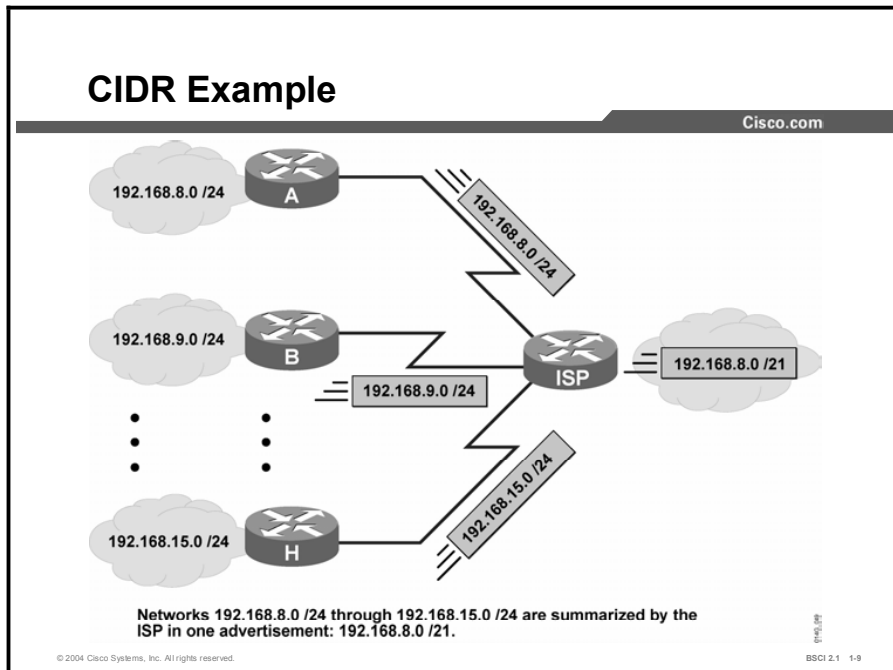 CIDR Example
Cisco.com
192.168.8.0 /24
A
192.168.8.0 /24
192.168.9.0 /24
B
192.168.9.0 /24
ISP
192.168.8.0 /21
192.168.15.0 /24
H
192.168.15.0 /24
Networks 192.168.8.0 /24 through 192.168.15.0 /24 are summarized by the
ISP in one advertisement: 192.168.8.0 /21.
© 2004 Cisco Systems, Inc. All rights reserved.
BSCI 2.1 1-9